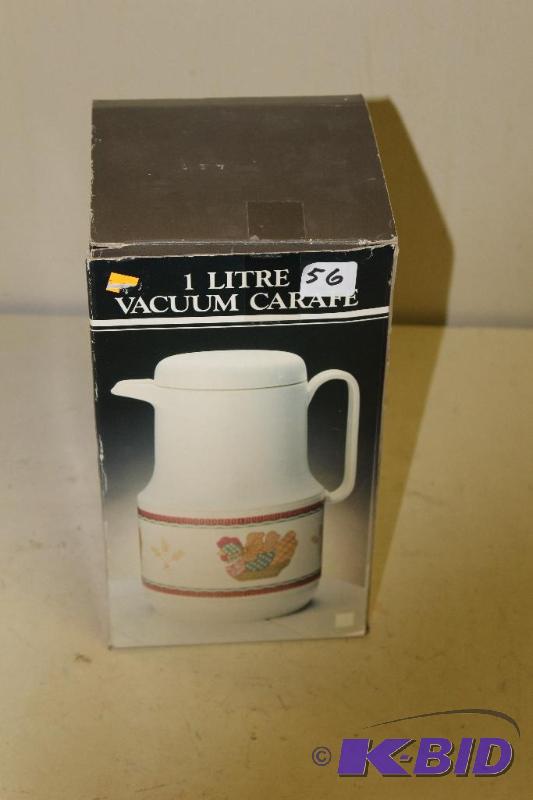 1 LITRE 56
VACUUM CARAFE
© K-BID